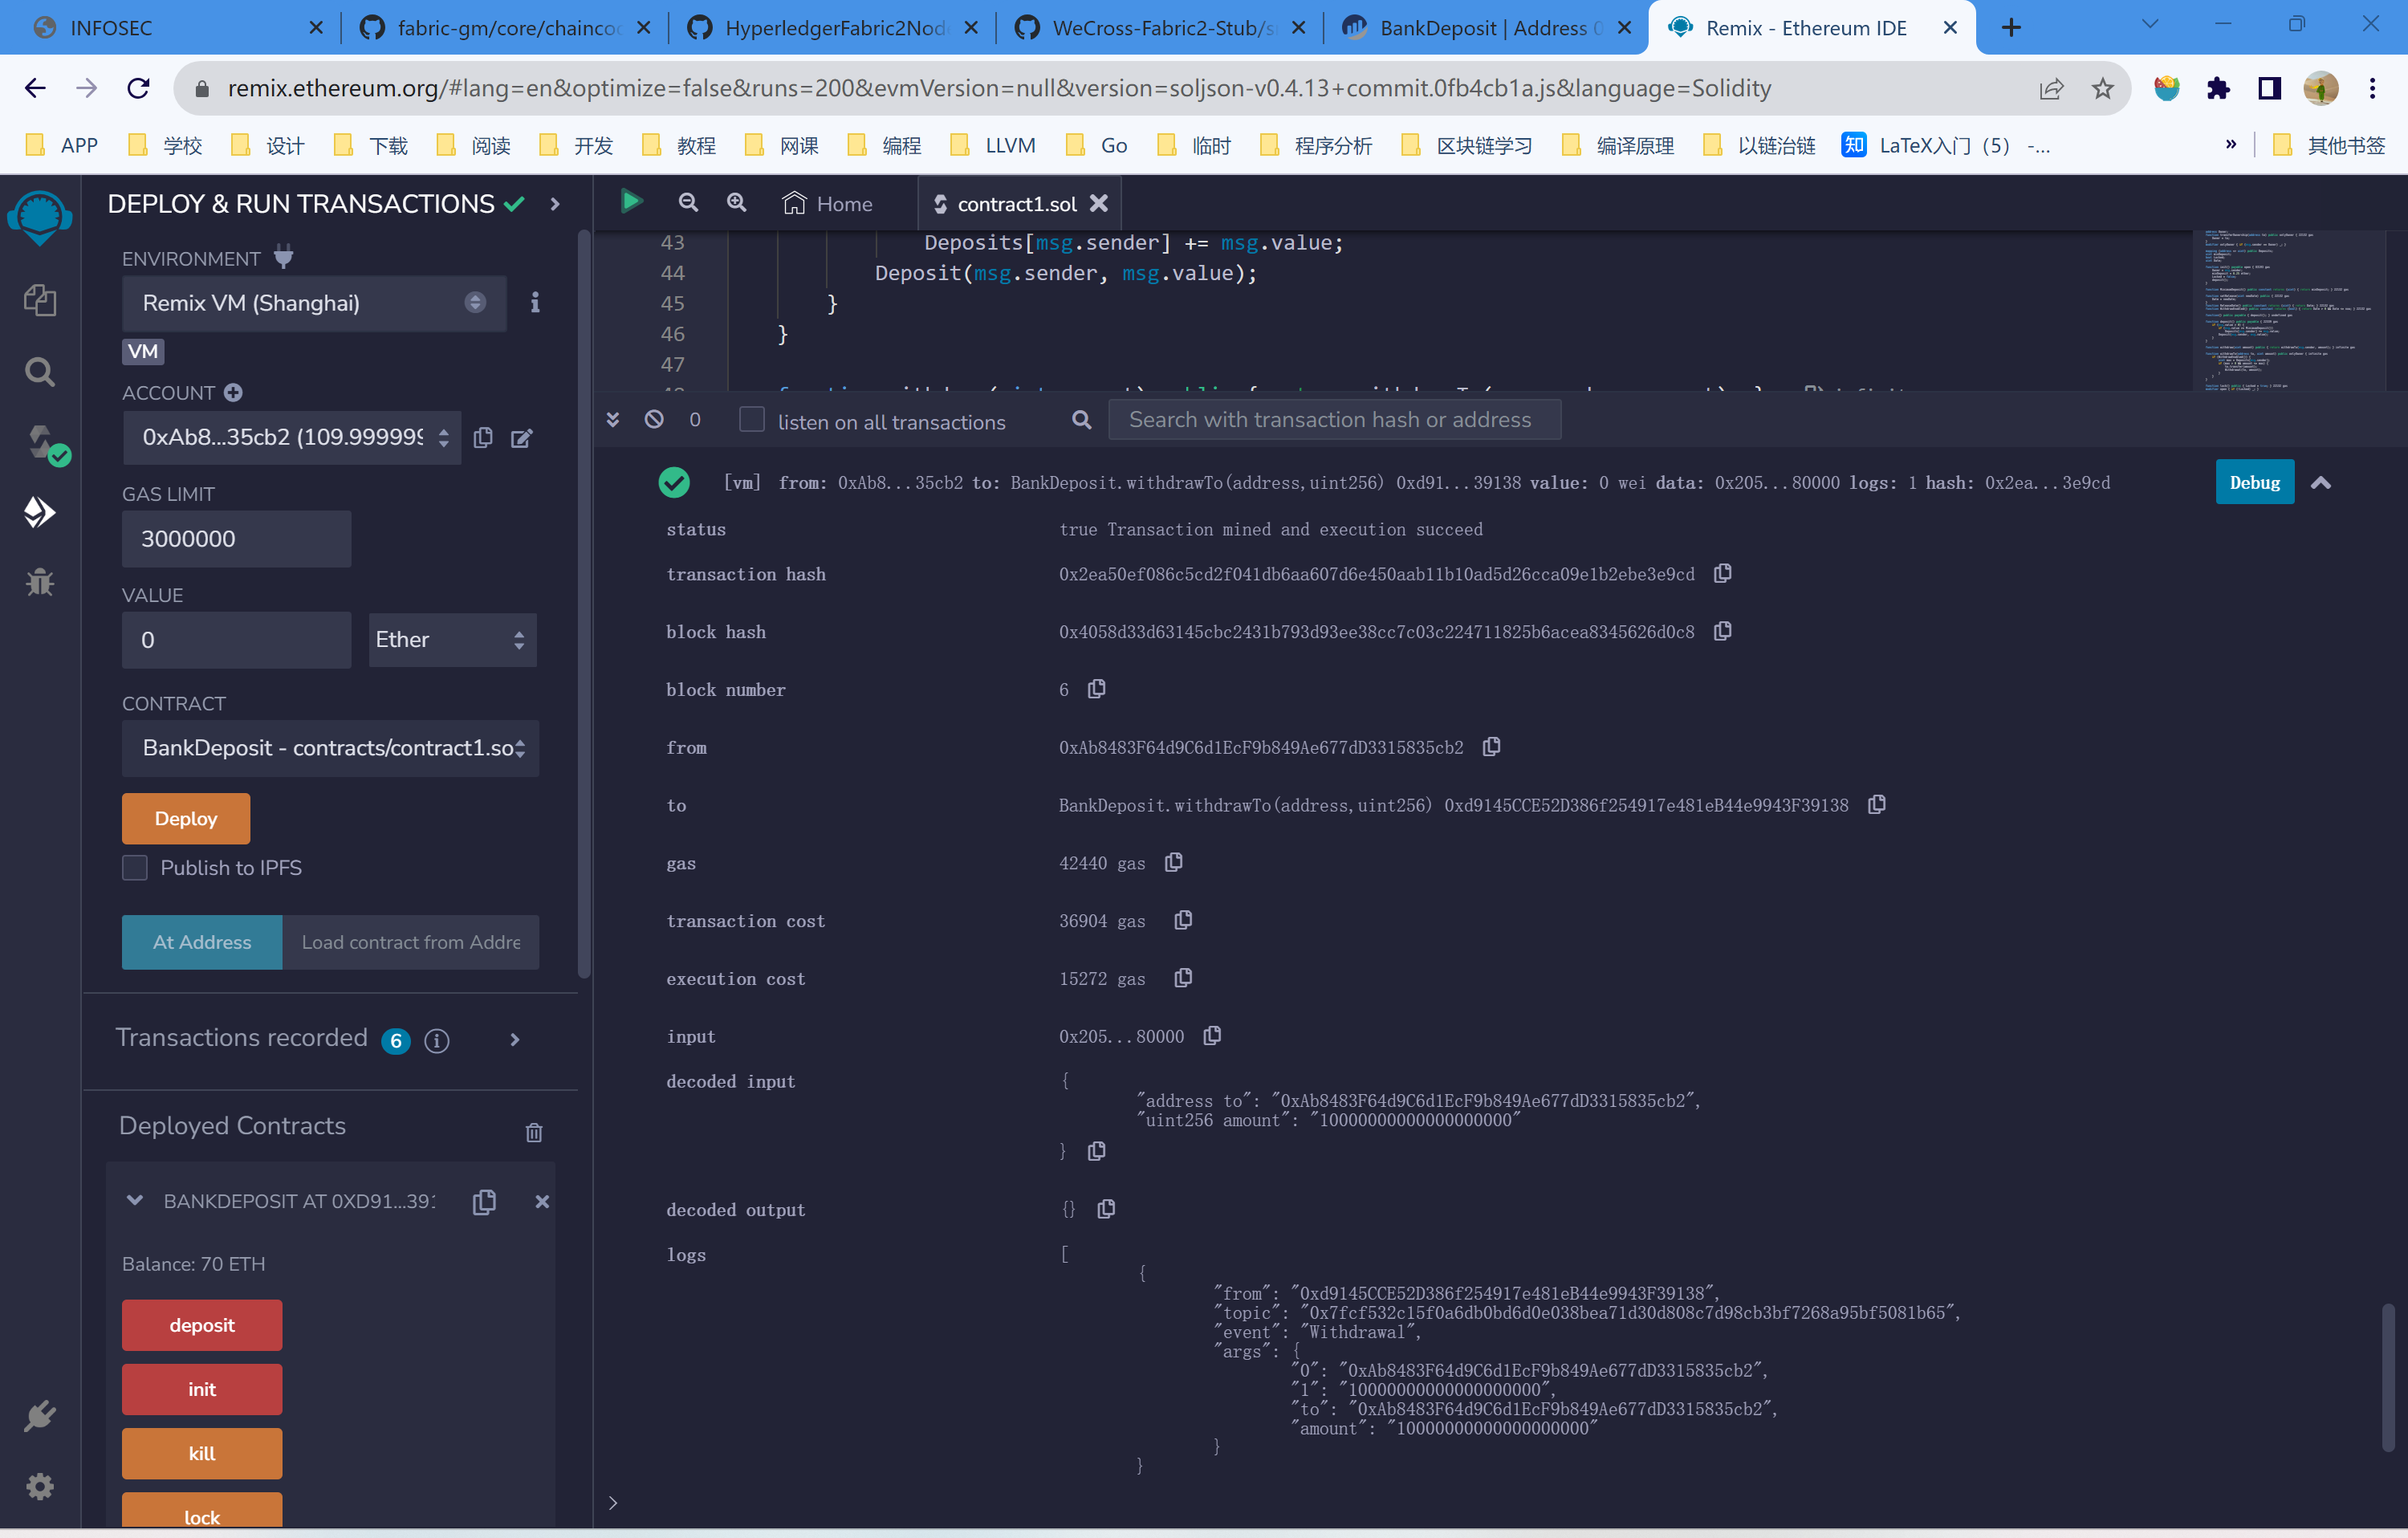 INFOSEC
fabric-gm/core/chaincod
HyperledgerFabric2Nod
WeCross-Fabric2-Stub/s
BankDeposit | Address 0
Remix - Ethereum IDE
remix.ethereum.org/#lang=en&optimize=false&runs=200&evmVersion=null&version=soljson-v0.4.13+commit.0fb4cb1a.js&language=Solidity
APP 学校 设计 下载 阅读 开发 教程 网课 编程 LLVM Go 临时 程序分析 区块链学习 编译原理 以链治链 知 LaTeX入门（5） -... » 其他书签
DEPLOY & RUN TRANSACTIONS
ENVIRONMENT
Remix VM (Shanghai)
VM
ACCOUNT
0xAb8...35cb2 (109.999999
GAS LIMIT
3000000
VALUE
0
Ether
CONTRACT
BankDeposit - contracts/contract1.so
Deploy
Publish to IPFS
At Address
Load contract from Addre
Transactions recorded 6
Deployed Contracts
BANKDEPOSIT AT 0XD91...391
Balance: 70 ETH
deposit
init
kill
lock
Home
contract1.sol
43 Deposits[msg.sender] += msg.value;
44 Deposit(msg.sender, msg.value);
45 }
46 }
47
0
listen on all transactions
Search with transaction hash or address
[vm] from: 0xAb8...35cb2 to: BankDeposit.withdrawTo(address,uint256) 0xd91...39138 value: 0 wei data: 0x205...80000 logs: 1 hash: 0x2ea...3e9cd
Debug
status true Transaction mined and execution succeed
transaction hash 0x2ea50ef086c5cd2f041db6aa607d6e450aab11b10ad5d26cca09e1b2ebe3e9cd
block hash 0x4058d33d63145cbc2431b793d93ee38cc7c03c224711825b6acea8345626d0c8
block number 6
from 0xAb8483F64d9C6d1EcF9b849Ae677dD3315835cb2
to BankDeposit.withdrawTo(address,uint256) 0xd9145CCE52D386f254917e481eB44e9943F39138
gas 42440 gas
transaction cost 36904 gas
execution cost 15272 gas
input 0x205...80000
decoded input {
"address to": "0xAb8483F64d9C6d1EcF9b849Ae677dD3315835cb2",
"uint256 amount": "10000000000000000000"
}
decoded output {}
logs [
{
"from": "0xd9145CCE52D386f254917e481eB44e9943F39138",
"topic": "0x7fcf532c15f0a6db0bd6d0e038bea71d30d808c7d98cb3bf7268a95bf5081b65",
"event": "Withdrawal",
"args": {
"0": "0xAb8483F64d9C6d1EcF9b849Ae677dD3315835cb2",
"1": "10000000000000000000",
"to": "0xAb8483F64d9C6d1EcF9b849Ae677dD3315835cb2",
"amount": "10000000000000000000"
}
}
>